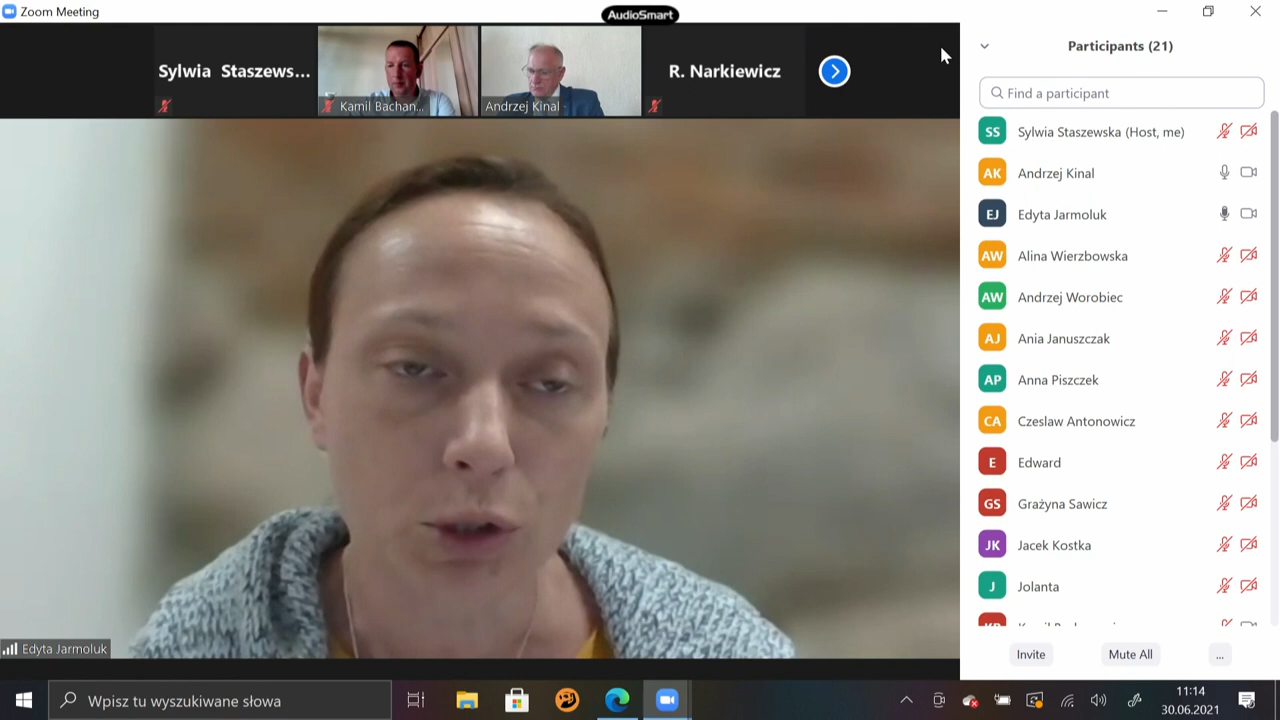 Zoom Meeting
AudioSmart
Sylwia Staszews...
Kamil Bachan...
Andrzej Kinal
R. Narkiewicz
Edyta Jarmoluk
Participants (21)
Find a participant
SS Sylwia Staszewska (Host, me)
AK Andrzej Kinal
EJ Edyta Jarmoluk
AW Alina Wierzbowska
AW Andrzej Worobiec
AJ Ania Januszczak
AP Anna Piszczek
CA Czeslaw Antonowicz
E Edward
GS Grażyna Sawicz
JK Jacek Kostka
J Jolanta
Invite
Mute All
...
Wpisz tu wyszukiwane słowa
11:14
30.06.2021